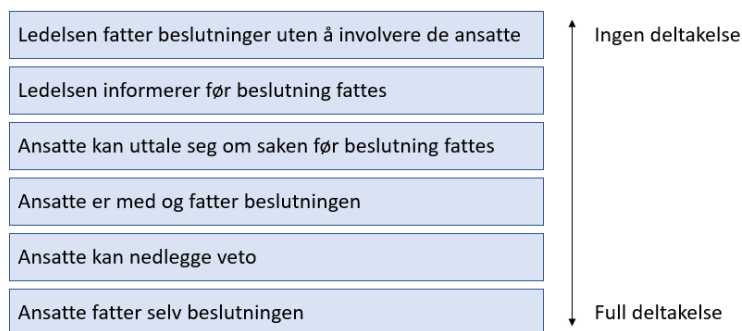 Ledelsen fatter beslutninger uten å involvere de ansatte
Ingen deltakelse
Ledelsen informerer før beslutning fattes
Ansatte kan uttale seg om saken før beslutning fattes
Ansatte er med og fatter beslutningen
Ansatte kan nedlegge veto
Ansatte fatter selv beslutningen
Full deltakelse